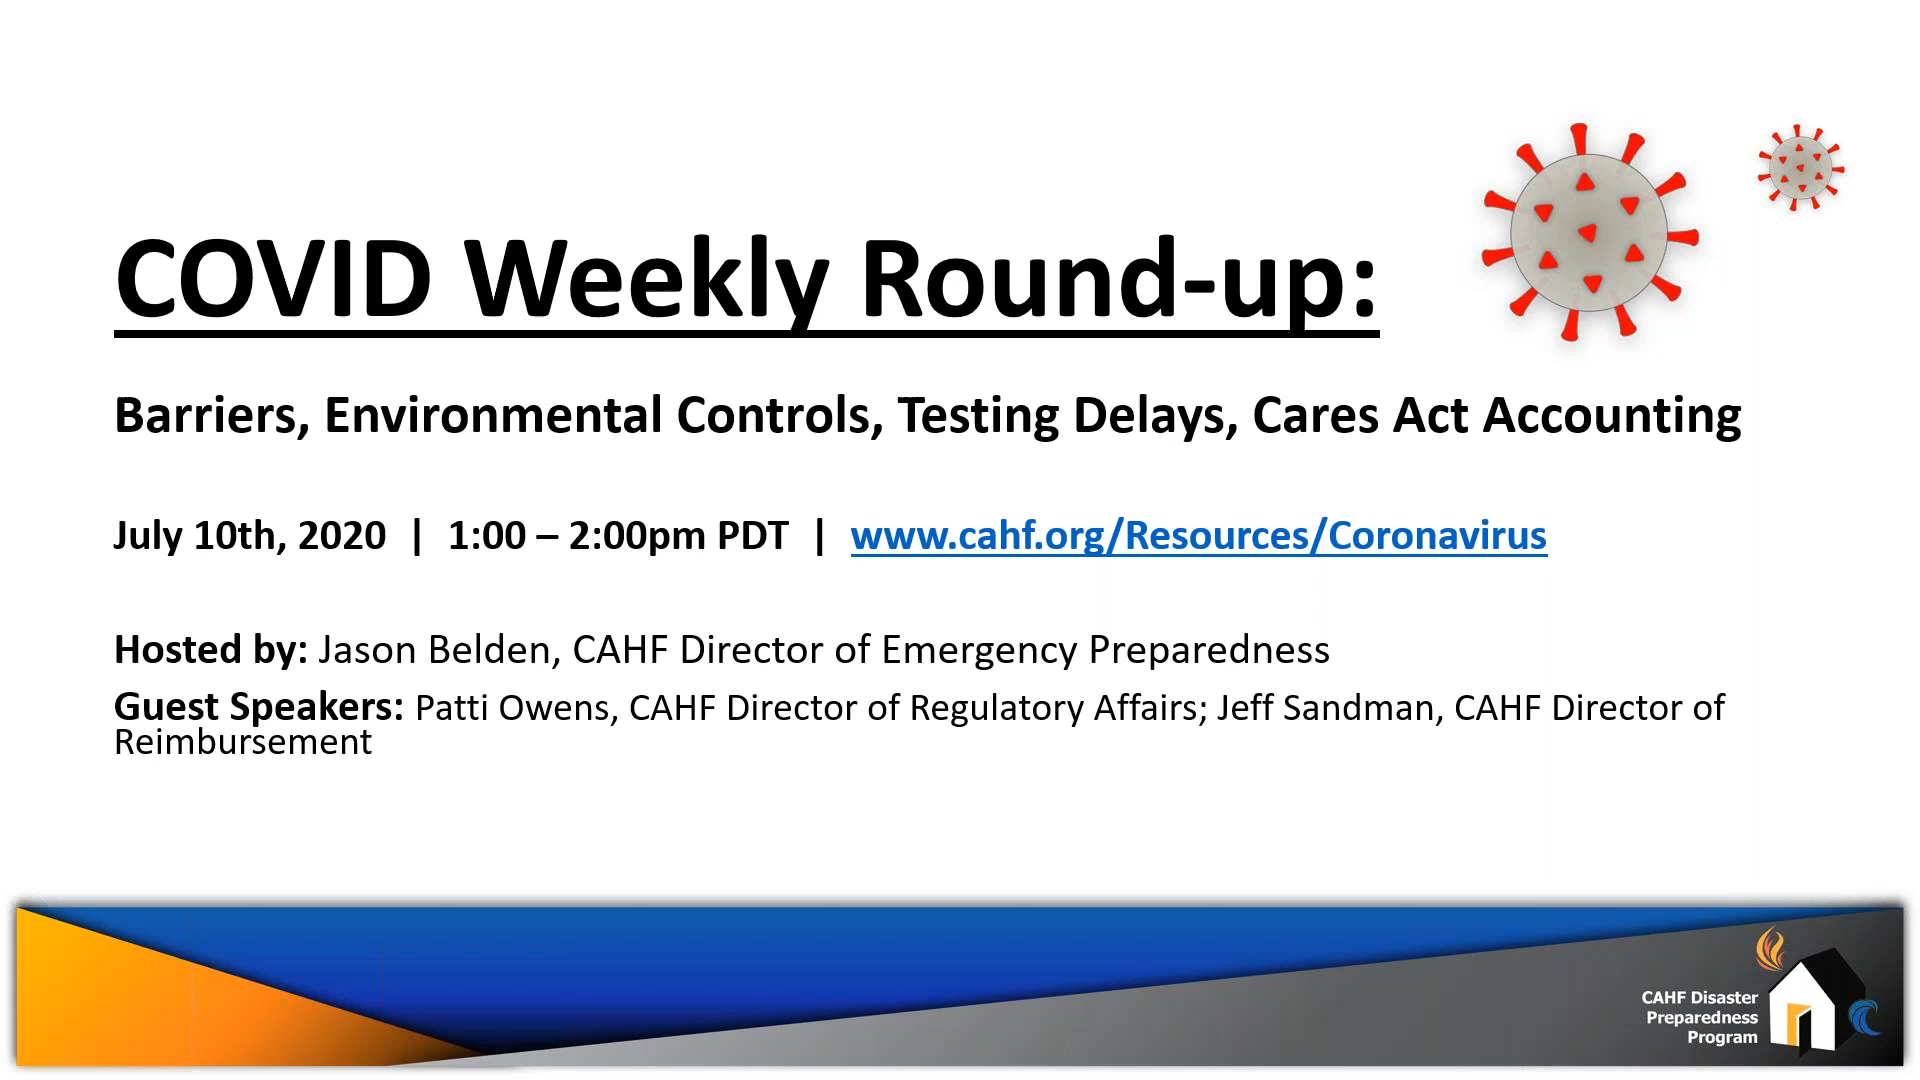 COVID Weekly Round-up:
Barriers, Environmental Controls, Testing Delays, Cares Act Accounting
July 10th, 2020 | 1:00 – 2:00pm PDT | www.cahf.org/Resources/Coronavirus
Hosted by: Jason Belden, CAHF Director of Emergency Preparedness
Guest Speakers: Patti Owens, CAHF Director of Regulatory Affairs; Jeff Sandman, CAHF Director of
Reimbursement
CAHF Disaster
Preparedness
Program